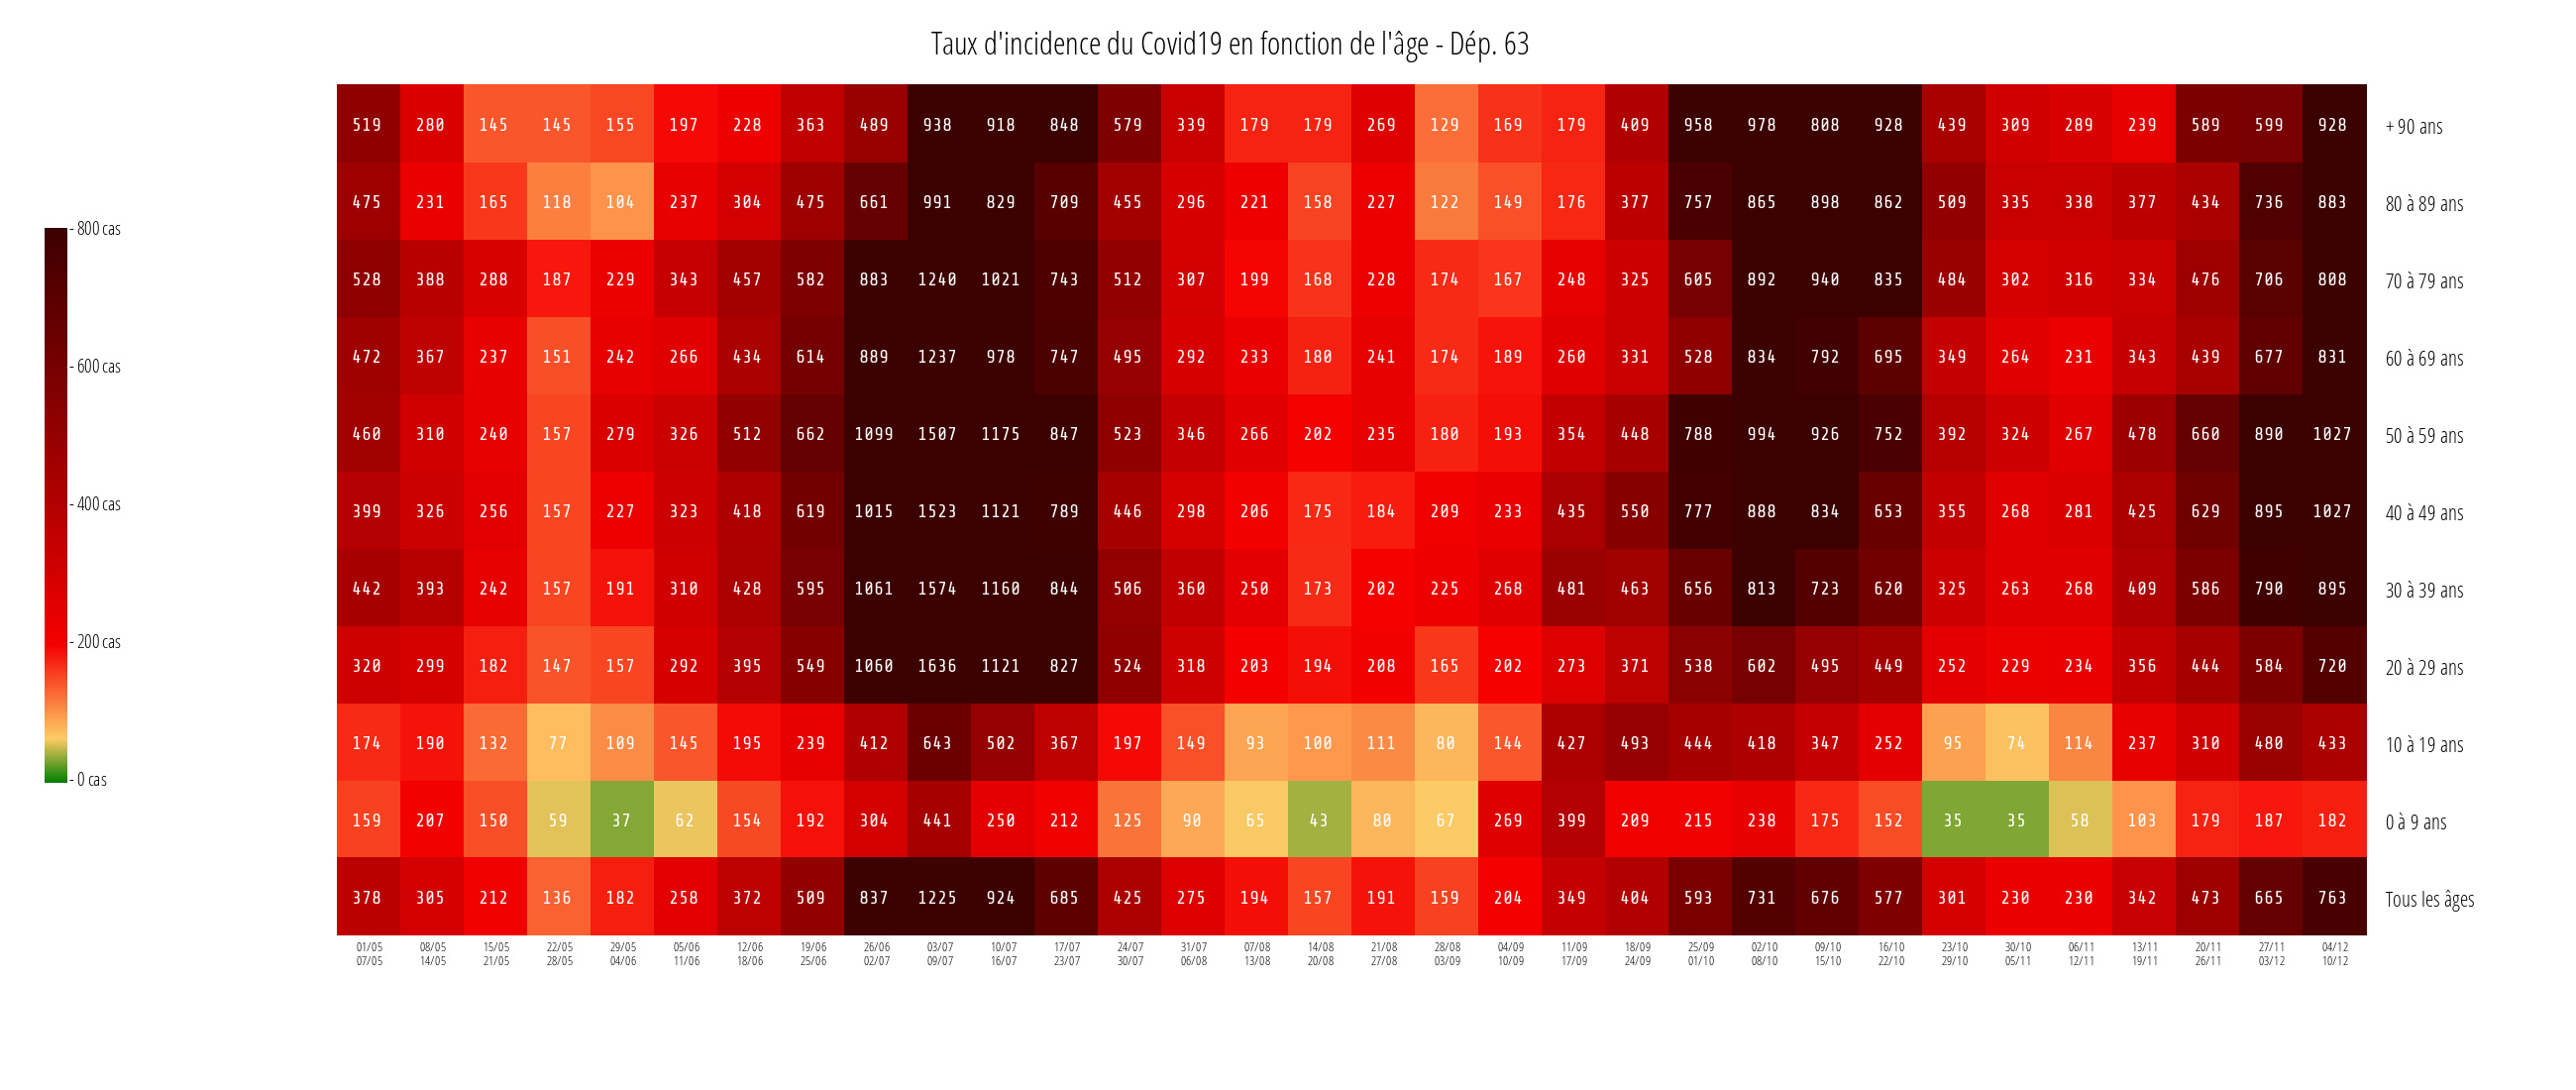 Taux d'incidence du Covid19 en fonction de l'âge - Dép. 63
- 800 cas
- 600 cas
- 400 cas
- 200 cas
- 0 cas
519 280 145 145 155 197 228 363 489 938 918 848 579 339 179 179 269 129 169 179 409 958 978 808 928 439 309 289 239 589 599 928 + 90 ans
475 231 165 118 104 237 304 475 661 991 829 709 455 296 221 158 227 122 149 176 377 757 865 898 862 509 335 338 377 434 736 883 80 à 89 ans
528 388 288 187 229 343 457 582 883 1240 1021 743 512 307 199 168 228 174 167 248 325 605 892 940 835 484 302 316 334 476 706 808 70 à 79 ans
472 367 237 151 242 266 434 614 889 1237 978 747 495 292 233 180 241 174 189 260 331 528 834 792 695 349 264 231 343 439 677 831 60 à 69 ans
460 310 240 157 279 326 512 662 1099 1507 1175 847 523 346 266 202 235 180 193 354 448 788 994 926 752 392 324 267 478 660 890 1027 50 à 59 ans
399 326 256 157 227 323 418 619 1015 1523 1121 789 446 298 206 175 184 209 233 435 550 777 888 834 653 355 268 281 425 629 895 1027 40 à 49 ans
442 393 242 157 191 310 428 595 1061 1574 1160 844 506 360 250 173 202 225 268 481 463 656 813 723 620 325 263 268 409 586 790 895 30 à 39 ans
320 299 182 147 157 292 395 549 1060 1636 1121 827 524 318 203 194 208 165 202 273 371 538 602 495 449 252 229 234 356 444 584 720 20 à 29 ans
174 190 132 77 109 145 195 239 412 643 502 367 197 149 93 100 111 80 144 427 493 444 418 347 252 95 74 114 237 310 480 433 10 à 19 ans
159 207 150 59 37 62 154 192 304 441 250 212 125 90 65 43 80 67 269 399 209 215 238 175 152 35 35 58 103 179 187 182 0 à 9 ans
378 305 212 136 182 258 372 509 837 1225 924 685 425 275 194 157 191 159 204 349 404 593 731 676 577 301 230 230 342 473 665 763 Tous les âges
01/05 08/05 15/05 22/05 29/05 05/06 12/06 19/06 26/06 03/07 10/07 17/07 24/07 31/07 07/08 14/08 21/08 28/08 04/09 11/09 18/09 25/09 02/10 09/10 16/10 23/10 30/10 06/11 13/11 20/11 27/11 04/12
07/05 14/05 21/05 28/05 04/06 11/06 18/06 25/06 02/07 09/07 16/07 23/07 30/07 06/08 13/08 20/08 27/08 03/09 10/09 17/09 24/09 01/10 08/10 15/10 22/10 29/10 05/11 12/11 19/11 26/11 03/12 10/12